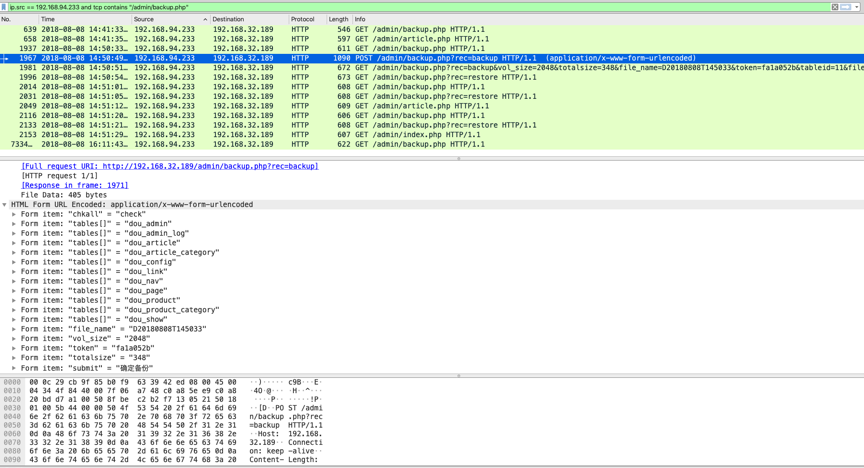 ip.src == 192.168.94.233 and tcp contains "/admin/backup.php"
No. Time Source Destination Protocol Length Info
639 2018-08-08 14:41:33… 192.168.94.233 192.168.32.189 HTTP 546 GET /admin/backup.php HTTP/1.1
658 2018-08-08 14:41:35… 192.168.94.233 192.168.32.189 HTTP 597 GET /admin/article.php HTTP/1.1
1937 2018-08-08 14:50:33… 192.168.94.233 192.168.32.189 HTTP 611 GET /admin/backup.php HTTP/1.1
1967 2018-08-08 14:50:49… 192.168.94.233 192.168.32.189 HTTP 1090 POST /admin/backup.php?rec=backup HTTP/1.1 (application/x-www-form-urlencoded)
1981 2018-08-08 14:50:51… 192.168.94.233 192.168.32.189 HTTP 672 GET /admin/backup.php?rec=backup&vol_size=2048&totalsize=348&file_name=D20180808T145033&token=fa1a052b&tableid=11&file
1996 2018-08-08 14:50:54… 192.168.94.233 192.168.32.189 HTTP 673 GET /admin/backup.php?rec=restore HTTP/1.1
2014 2018-08-08 14:51:01… 192.168.94.233 192.168.32.189 HTTP 608 GET /admin/backup.php HTTP/1.1
2031 2018-08-08 14:51:05… 192.168.94.233 192.168.32.189 HTTP 608 GET /admin/backup.php?rec=restore HTTP/1.1
2049 2018-08-08 14:51:12… 192.168.94.233 192.168.32.189 HTTP 609 GET /admin/article.php HTTP/1.1
2116 2018-08-08 14:51:20… 192.168.94.233 192.168.32.189 HTTP 606 GET /admin/backup.php HTTP/1.1
2133 2018-08-08 14:51:21… 192.168.94.233 192.168.32.189 HTTP 608 GET /admin/backup.php?rec=restore HTTP/1.1
2153 2018-08-08 14:51:29… 192.168.94.233 192.168.32.189 HTTP 607 GET /admin/index.php HTTP/1.1
7334… 2018-08-08 16:11:43… 192.168.94.233 192.168.32.189 HTTP 622 GET /admin/backup.php HTTP/1.1
[Full request URI: http://192.168.32.189/admin/backup.php?rec=backup]
[HTTP request 1/1]
[Response in frame: 1971]
File Data: 405 bytes
HTML Form URL Encoded: application/x-www-form-urlencoded
Form item: "chkall" = "check"
Form item: "tables[]" = "dou_admin"
Form item: "tables[]" = "dou_admin_log"
Form item: "tables[]" = "dou_article"
Form item: "tables[]" = "dou_article_category"
Form item: "tables[]" = "dou_config"
Form item: "tables[]" = "dou_link"
Form item: "tables[]" = "dou_nav"
Form item: "tables[]" = "dou_page"
Form item: "tables[]" = "dou_product"
Form item: "tables[]" = "dou_product_category"
Form item: "tables[]" = "dou_show"
Form item: "file_name" = "D20180808T145033"
Form item: "vol_size" = "2048"
Form item: "token" = "fa1a052b"
Form item: "totalsize" = "348"
Form item: "submit" = "确定备份"
0000 00 0c 29 cb 9f 85 b0 f9 63 39 42 ed 08 00 45 00 ··)····· c9B···E·
0010 04 34 4f 84 40 00 7f 06 a7 48 c0 a8 5e e9 c0 a8 ·4O·@··· ·H··^···
0020 20 bd d7 a1 00 50 8f be c2 b2 f7 13 05 21 50 18  ····P·· ·····!P·
0030 01 00 5b 44 00 00 50 4f 53 54 20 2f 61 64 6d 69 ··[D··PO ST /admi
0040 6e 2f 62 61 63 6b 75 70 2e 70 68 70 3f 72 65 63 n/backup .php?rec
0050 3d 62 61 63 6b 75 70 20 48 54 54 50 2f 31 2e 31 =backup HTTP/1.1
0060 0d 0a 48 6f 73 74 3a 20 31 39 32 2e 31 36 38 2e ··Host: 192.168.
0070 33 32 2e 31 38 39 0d 0a 43 6f 6e 6e 65 63 74 69 32.189·· Connecti
0080 6f 6e 3a 20 6b 65 65 70 2d 61 6c 69 76 65 0d 0a on: keep -alive··
0090 43 6f 6e 74 65 6e 74 2d 4c 65 6e 67 74 68 3a 20 Content- Length: